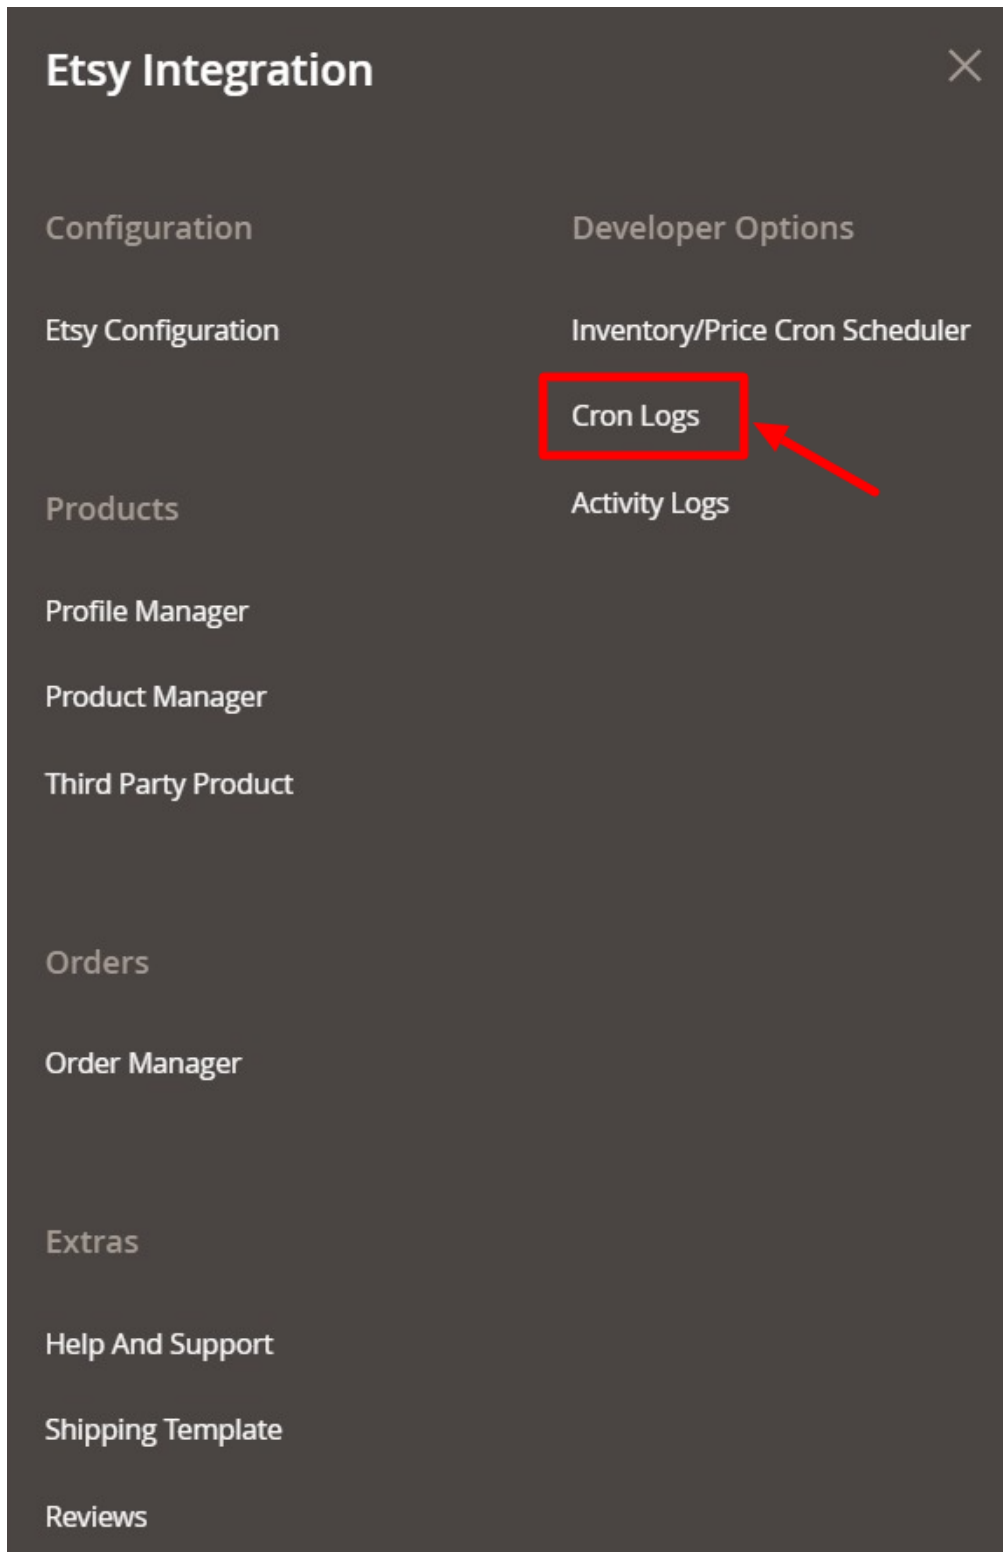 Etsy Integration
Configuration
Etsy Configuration
Products
Profile Manager
Product Manager
Third Party Product
Orders
Order Manager
Extras
Help And Support
Shipping Template
Reviews
Developer Options
Inventory/Price Cron Scheduler
Cron Logs
Activity Logs